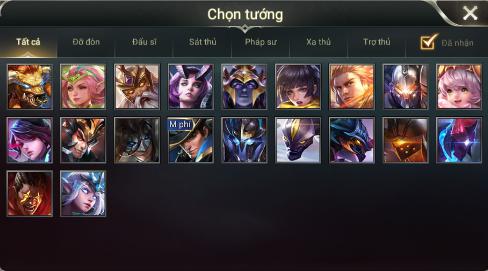 Chọn tướng
Tất cả Đỡ đòn Đấu sĩ Sát thủ Pháp sư Xạ thủ Trợ thủ Đã nhận
M phí